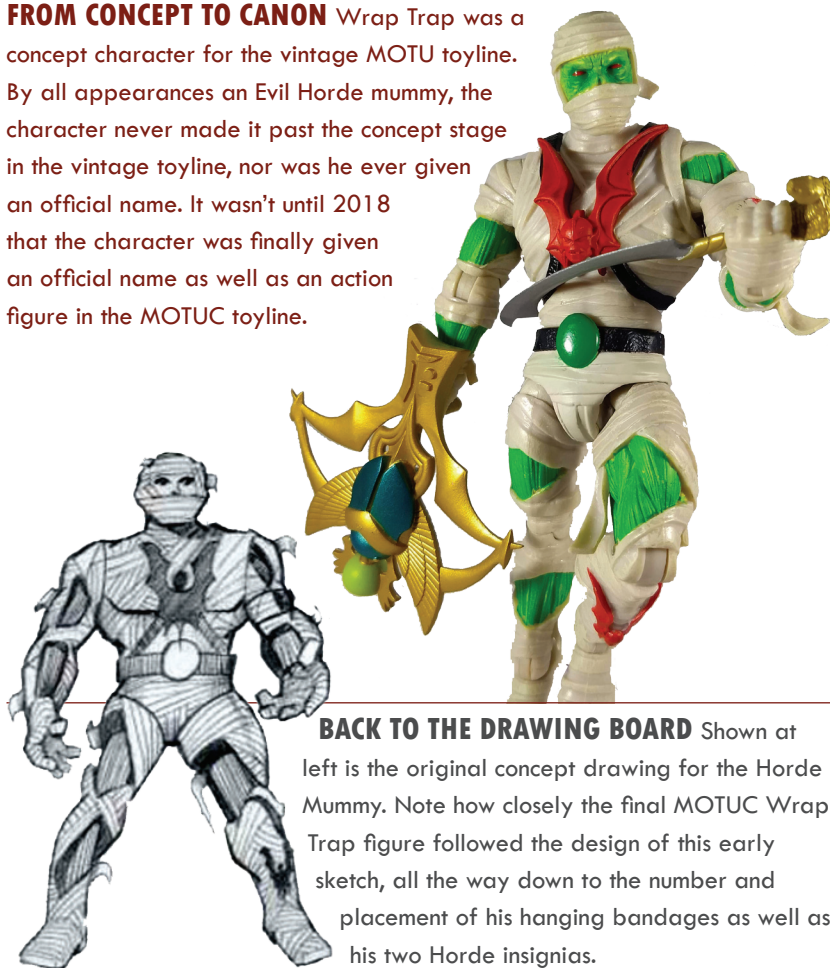 FROM CONCEPT TO CANON Wrap Trap was a
concept character for the vintage MOTU toyline.
By all appearances an Evil Horde mummy, the
character never made it past the concept stage
in the vintage toyline, nor was he ever given
an official name. It wasn’t until 2018
that the character was finally given
an official name as well as an action
figure in the MOTUC toyline.
BACK TO THE DRAWING BOARD Shown at
left is the original concept drawing for the Horde
Mummy. Note how closely the final MOTUC Wrap
Trap figure followed the design of this early
sketch, all the way down to the number and
placement of his hanging bandages as well as
his two Horde insignias.